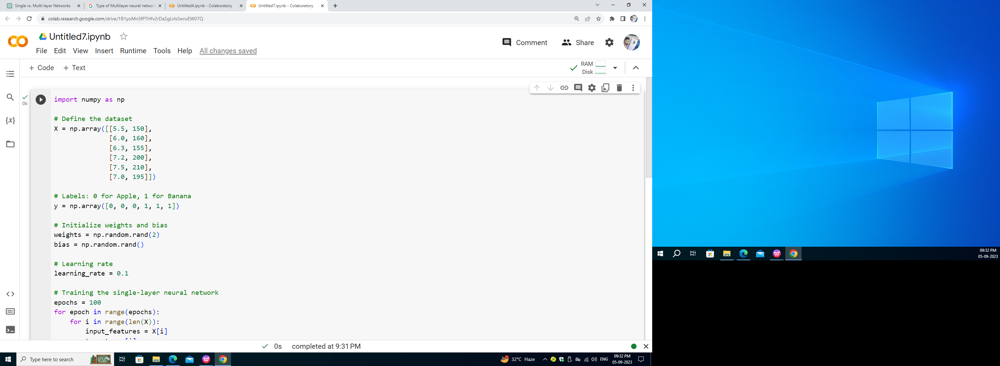 Single vs. Multi-layer Networks
Type of Multilayer neural networ
Untitled4.ipynb - Colaboratory
Untitled7.ipynb - Colaboratory
colab.research.google.com/drive/1B1yoMn3fPTHfv2rDaSgLvlsSwruEW07Q
Untitled7.ipynb
File Edit View Insert Runtime Tools Help All changes saved
Comment Share
+ Code + Text
RAM
Disk
0s
{x}
import numpy as np
# Define the dataset
X = np.array([[5.5, 150],
[6.0, 160],
[6.3, 155],
[7.2, 200],
[7.5, 210],
[7.0, 195]])
# Labels: 0 for Apple, 1 for Banana
y = np.array([0, 0, 0, 1, 1, 1])
# Initialize weights and bias
weights = np.random.rand(2)
bias = np.random.rand()
# Learning rate
learning_rate = 0.1
# Training the single-layer neural network
epochs = 100
for epoch in range(epochs):
for i in range(len(X)):
input_features = X[i]
0s completed at 9:31 PM
Type here to search
32°C Haze
ENG
09:32 PM
05-09-2023
09:32 PM
05-09-2023